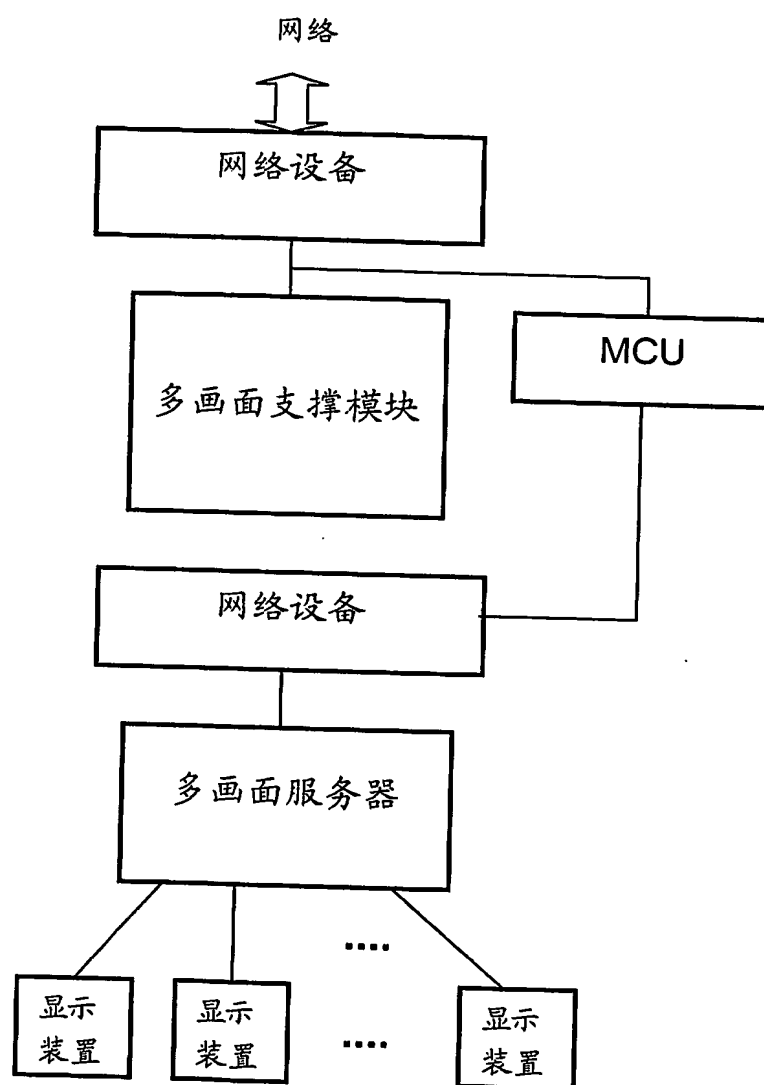 网络
网络设备
多画面支撑模块
MCU
网络设备
多画面服务器
....
显示
装置
显示
装置
....
显示
装置